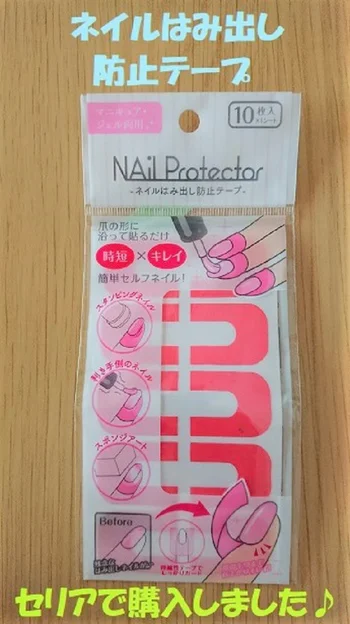 ネイルはみ出し
防止テープ
マニキュア・
ジェル両用
10枚入
NAiL Protector
-ネイルはみ出し防止テープ-
爪の形に
沿って貼るだけ
時短×キレイ
簡単セルフネイル!
スタンピングネイル
利き手側のネイル
スポンジアート
Before
セリアで購入しました♪